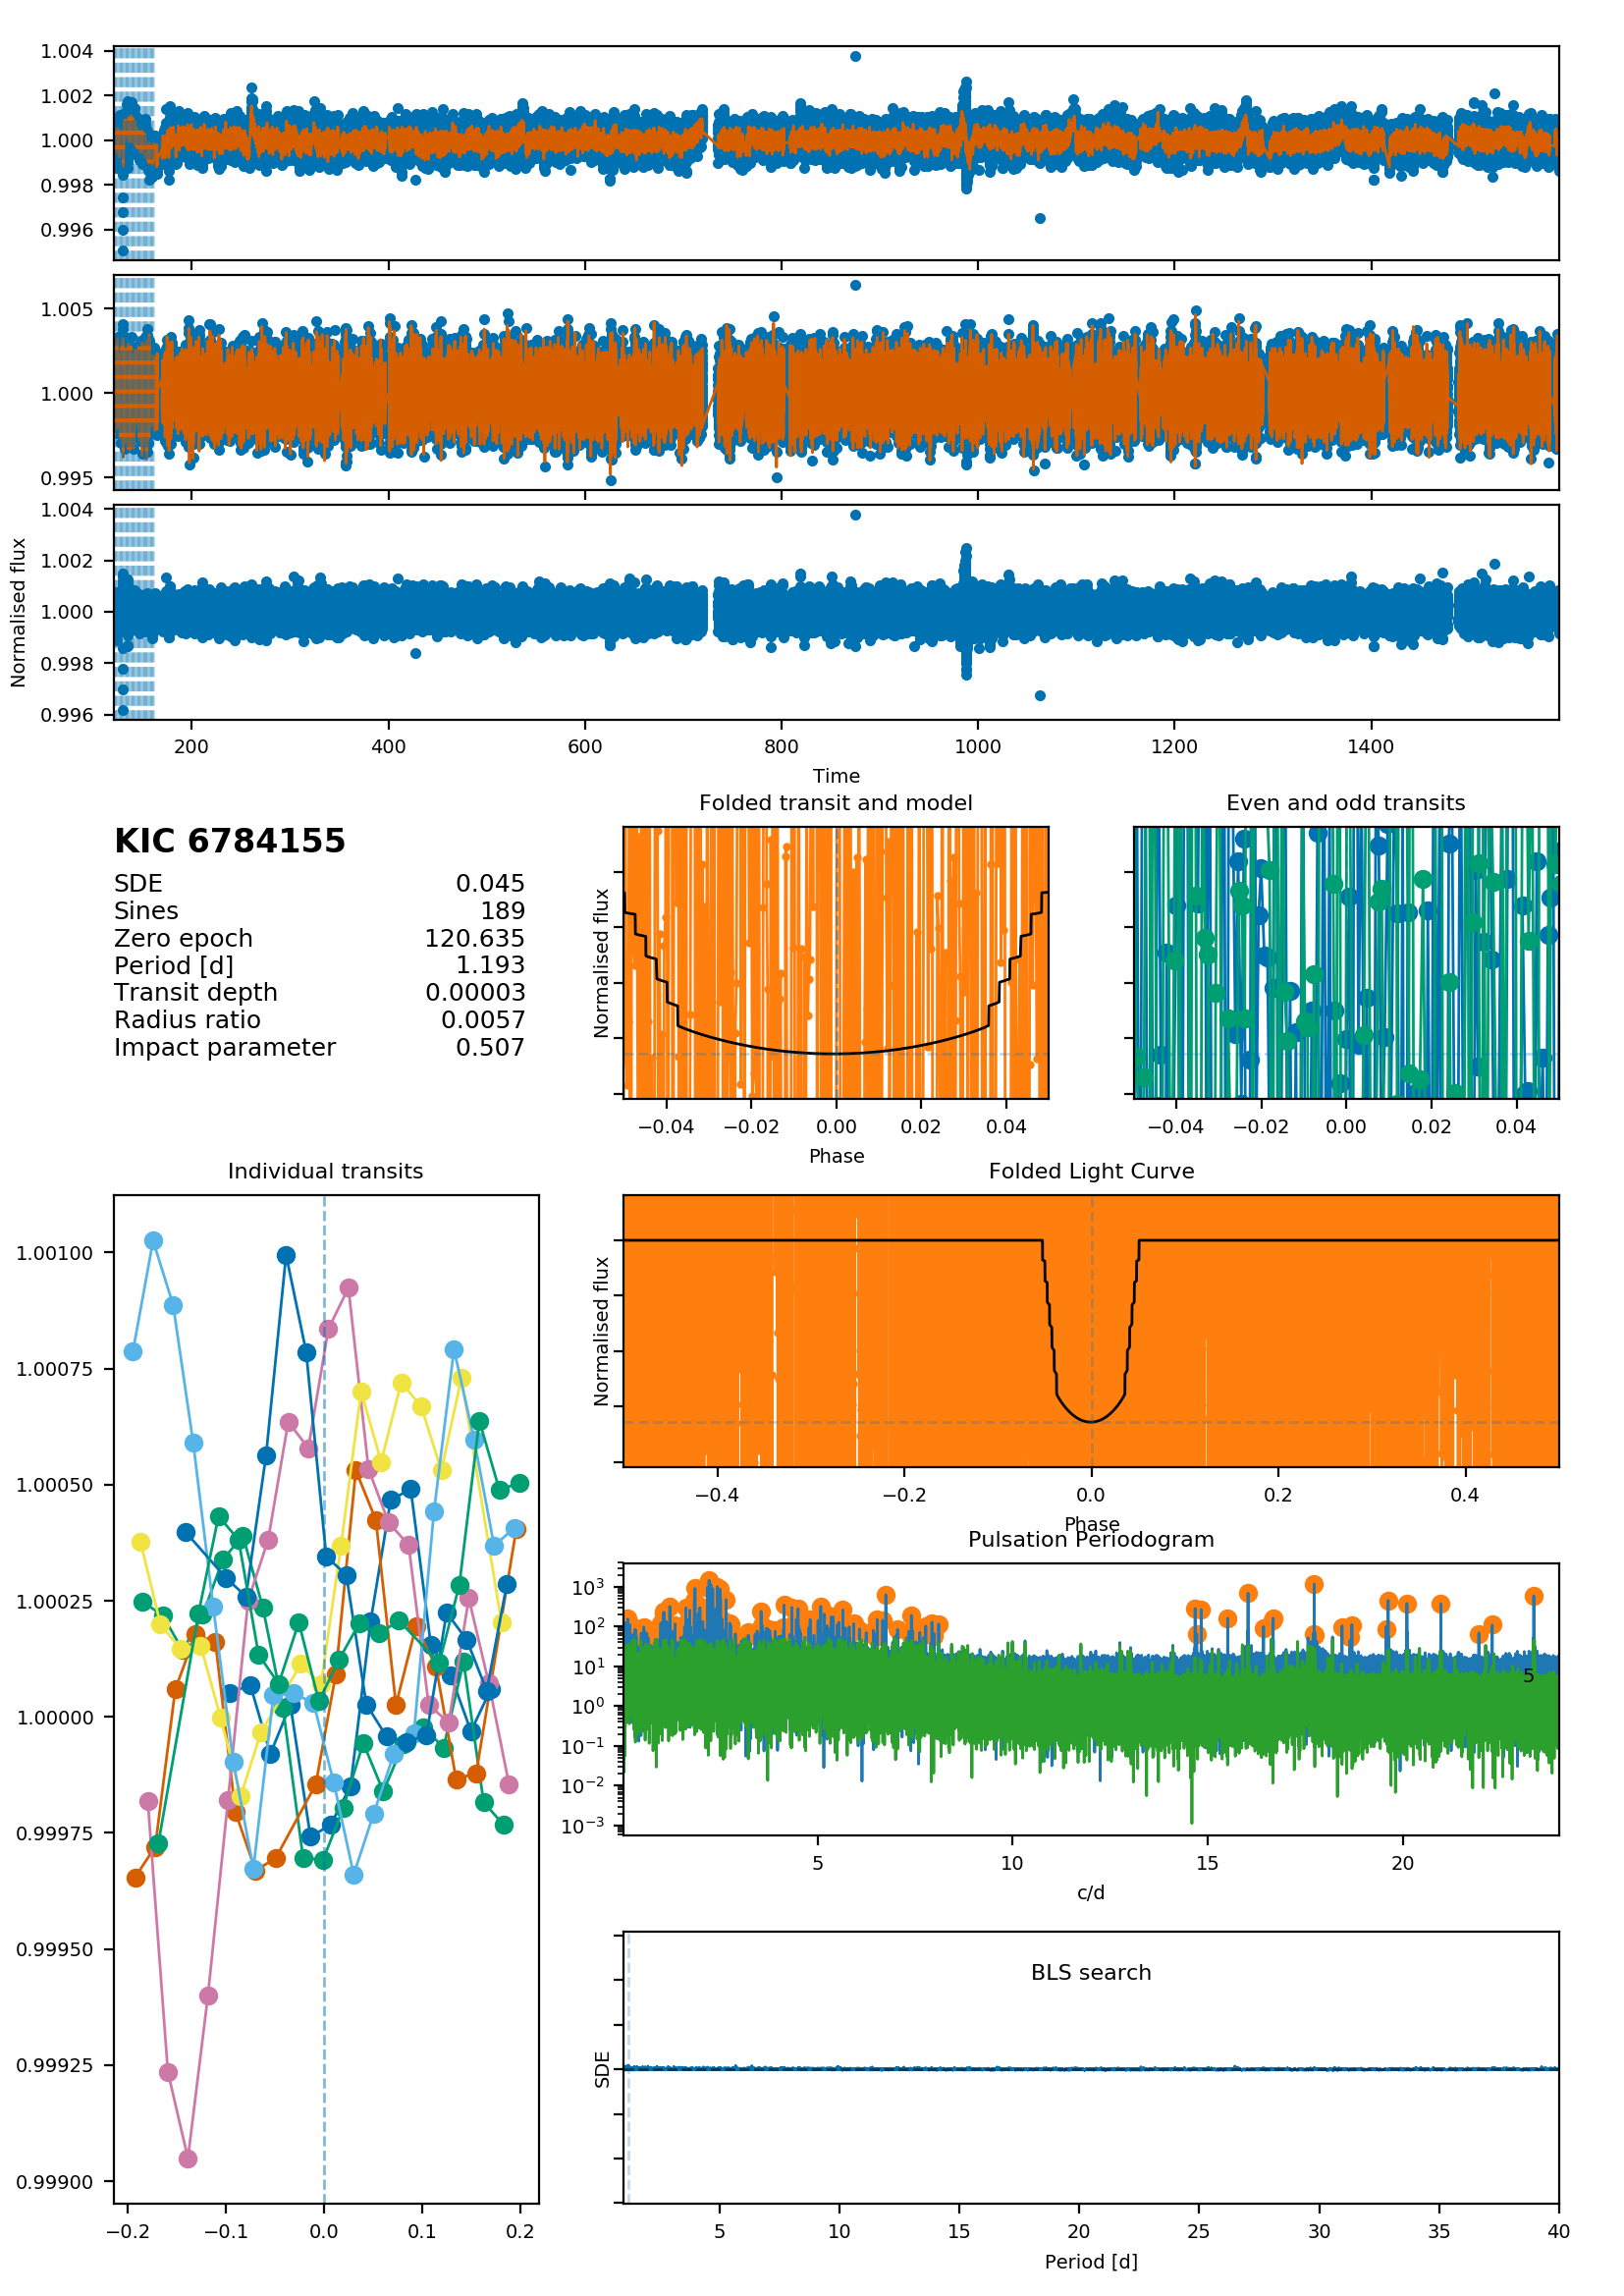 1.004
1.002
1.000
0.998
0.996
1.005
1.000
0.995
1.004
1.002
1.000
0.998
0.996
Normalised flux
200 400 600 800 1000 1200 1400
Time
KIC 6784155
SDE 0.045
Sines 189
Zero epoch 120.635
Period [d] 1.193
Transit depth 0.00003
Radius ratio 0.0057
Impact parameter 0.507
Folded transit and model
Normalised flux
−0.04 −0.02 0.00 0.02 0.04
Phase
Even and odd transits
−0.04 −0.02 0.00 0.02 0.04
Individual transits
1.00100
1.00075
1.00050
1.00025
1.00000
0.99975
0.99950
0.99925
0.99900
−0.2 −0.1 0.0 0.1 0.2
Folded Light Curve
Normalised flux
−0.4 −0.2 0.0 0.2 0.4
Phase
Pulsation Periodogram
10³
10²
10¹
10⁰
10⁻¹
10⁻²
10⁻³
5
5 10 15 20
c/d
BLS search
SDE
5 10 15 20 25 30 35 40
Period [d]